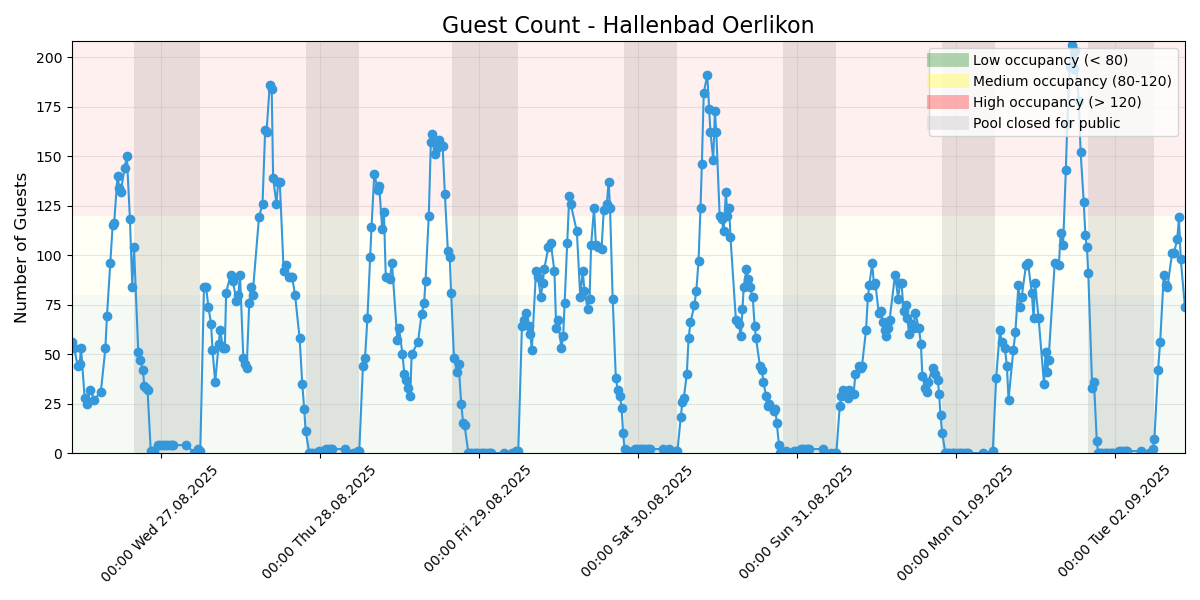 Guest Count - Hallenbad Oerlikon
Number of Guests
200
175
150
125
100
75
50
25
0
Low occupancy (< 80)
Medium occupancy (80-120)
High occupancy (> 120)
Pool closed for public
00:00 Wed 27.08.2025
00:00 Thu 28.08.2025
00:00 Fri 29.08.2025
00:00 Sat 30.08.2025
00:00 Sun 31.08.2025
00:00 Mon 01.09.2025
00:00 Tue 02.09.2025